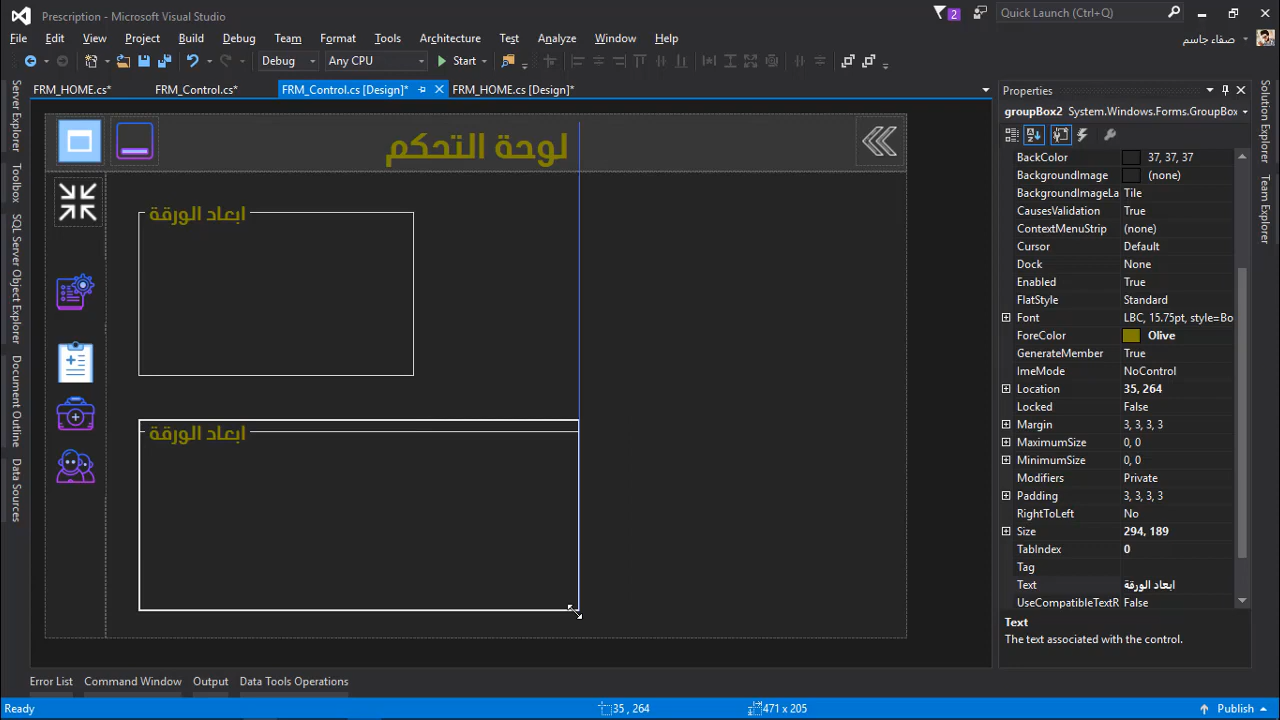 Prescription - Microsoft Visual Studio
2
Quick Launch (Ctrl+Q)
File Edit View Project Build Debug Team Format Tools Architecture Test Analyze Window Help
صفاء جاسم
Debug Any CPU Start
FRM_HOME.cs* FRM_Control.cs* FRM_Control.cs [Design]* FRM_HOME.cs [Design]*
Server Explorer
Toolbox
SQL Server Object Explorer
Document Outline
Data Sources
لوحة التحكم
ابعاد الورقة
ابعاد الورقة
Properties
groupBox2 System.Windows.Forms.GroupBox
BackColor 37, 37, 37
BackgroundImage (none)
BackgroundImageLa Tile
CausesValidation True
ContextMenuStrip (none)
Cursor Default
Dock None
Enabled True
FlatStyle Standard
Font LBC, 15.75pt, style=Bo
ForeColor Olive
GenerateMember True
ImeMode NoControl
Location 35, 264
Locked False
Margin 3, 3, 3, 3
MaximumSize 0, 0
MinimumSize 0, 0
Modifiers Private
Padding 3, 3, 3, 3
RightToLeft No
Size 294, 189
TabIndex 0
Tag
Text ابعاد الورقة
UseCompatibleTextR False
Text
The text associated with the control.
Solution Explorer
Team Explorer
Error List Command Window Output Data Tools Operations
Ready 35 , 264 471 x 205 Publish